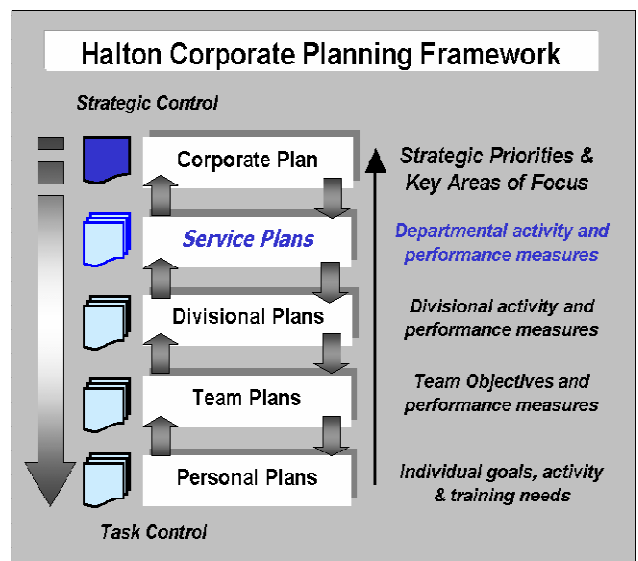 Halton Corporate Planning Framework
Strategic Control
Corporate Plan
Strategic Priorities &
Key Areas of Focus
Service Plans
Departmental activity and
performance measures
Divisional Plans
Divisional activity and
performance measures
Team Plans
Team Objectives and
performance measures
Personal Plans
Individual goals, activity
& training needs
Task Control